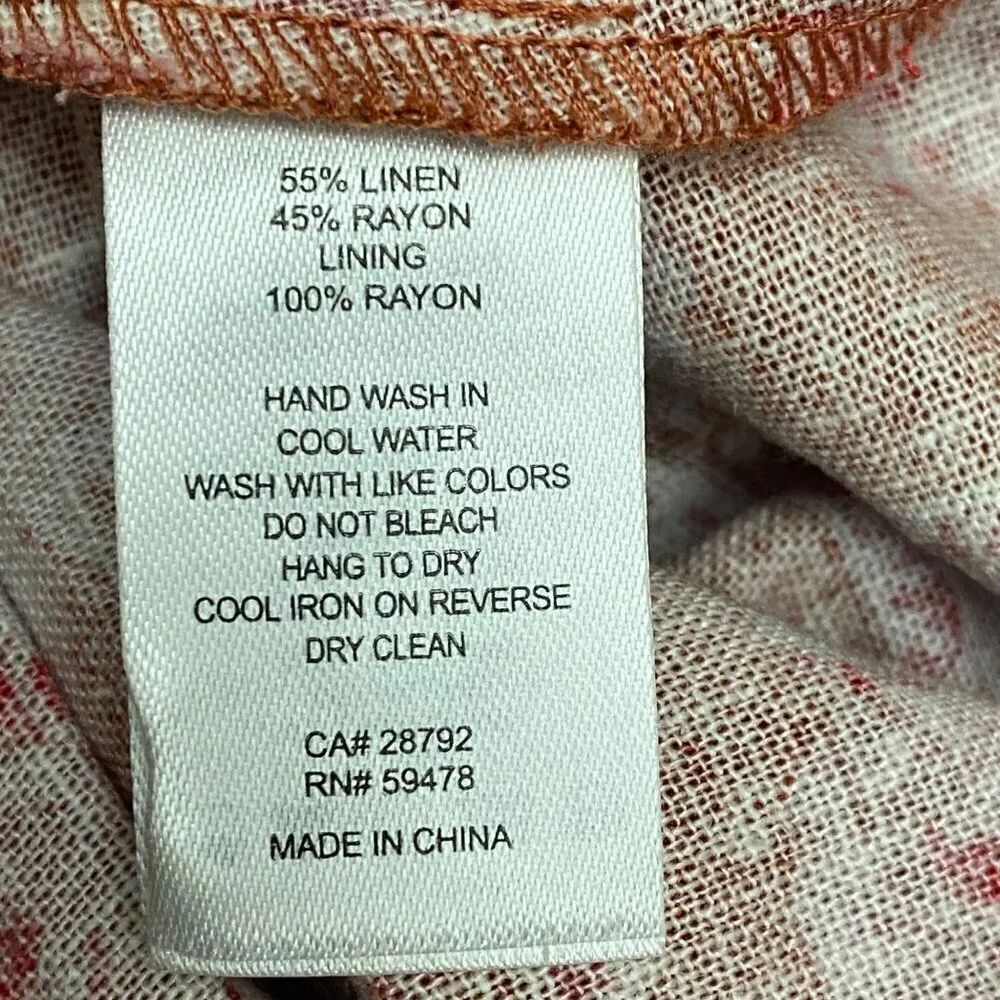 55% LINEN
45% RAYON
LINING
100% RAYON
HAND WASH IN
COOL WATER
WASH WITH LIKE COLORS
DO NOT BLEACH
HANG TO DRY
COOL IRON ON REVERSE
DRY CLEAN
CA# 28792
RN# 59478
MADE IN CHINA